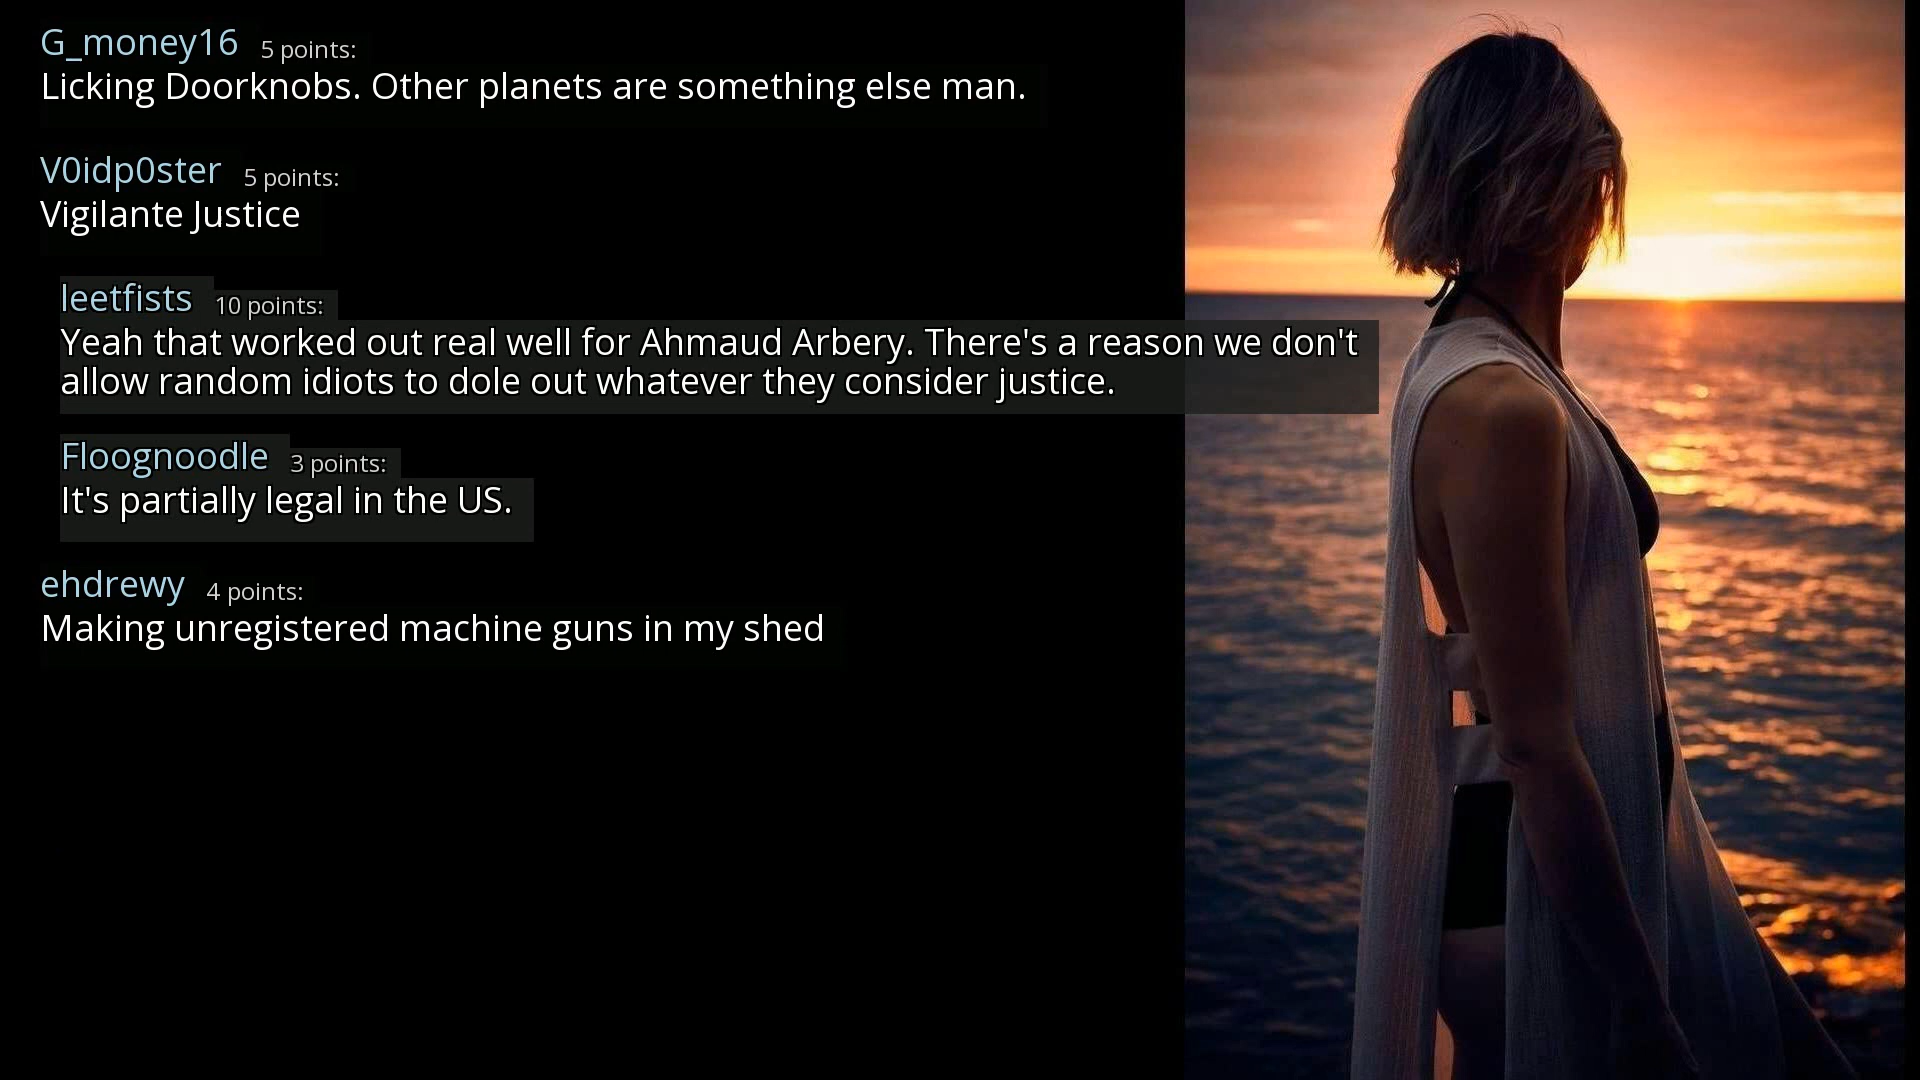 G_money16 5 points:
Licking Doorknobs. Other planets are something else man.
V0idp0ster 5 points:
Vigilante Justice
leetfists 10 points:
Yeah that worked out real well for Ahmaud Arbery. There's a reason we don't
allow random idiots to dole out whatever they consider justice.
Floognoodle 3 points:
It's partially legal in the US.
ehdrewy 4 points:
Making unregistered machine guns in my shed